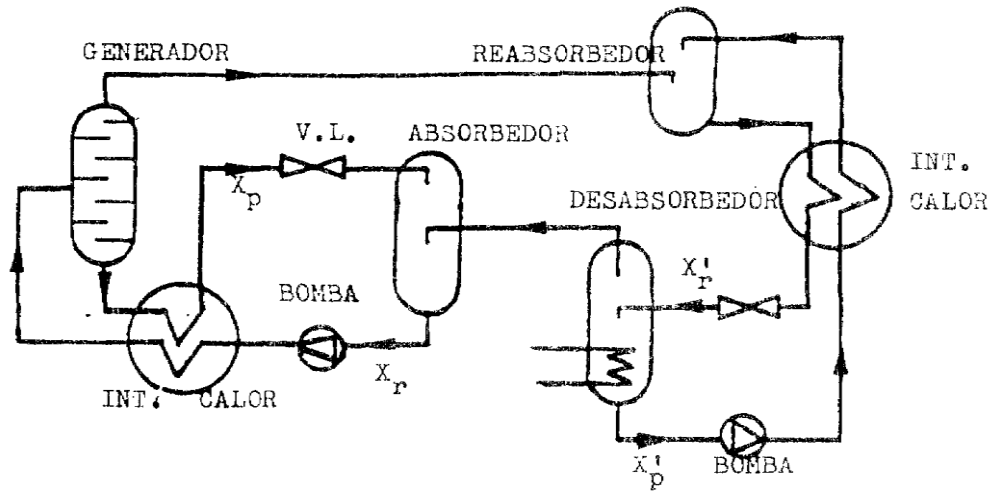 GENERADOR
REABSORBEDOR
V.L.
ABSORBEDOR
INT.
CALOR
X_p
DESABSORBEDOR
X'_r
BOMBA
X_r
INT. CALOR
X'_p
BOMBA